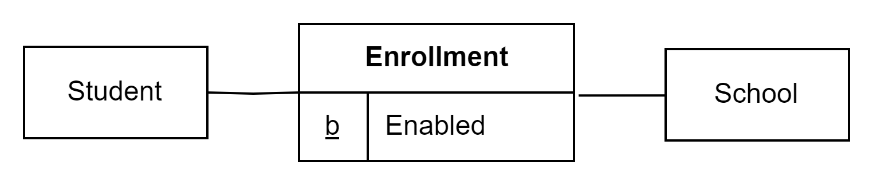 Enrollment
Student
b
Enabled
School